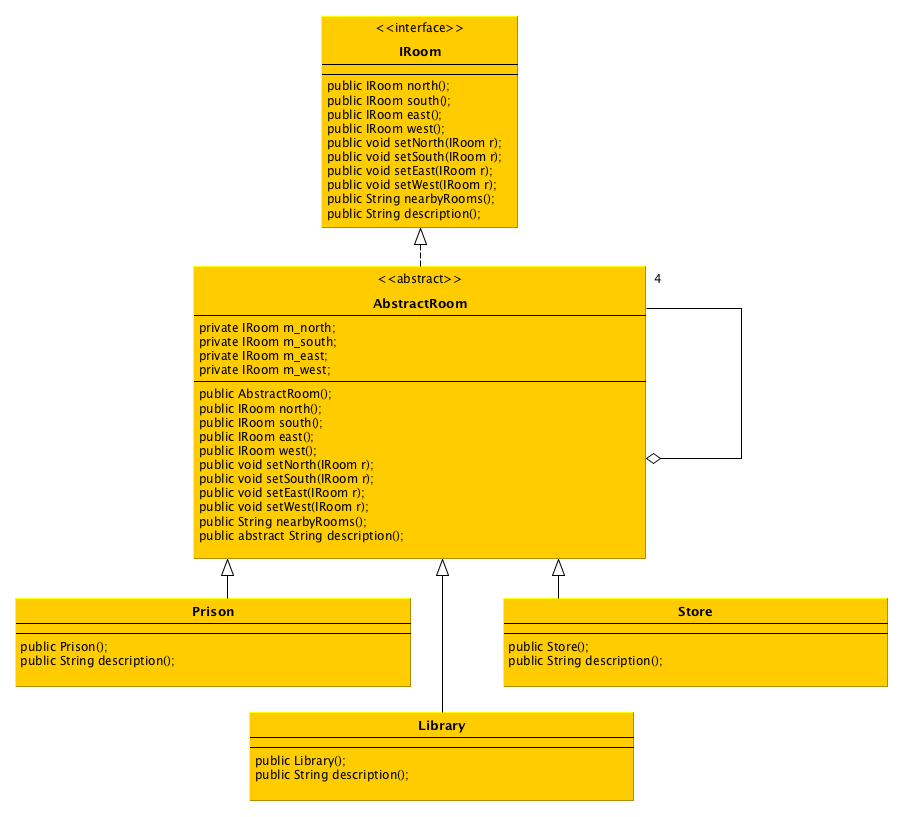 <<interface>>
IRoom
public IRoom north();
public IRoom south();
public IRoom east();
public IRoom west();
public void setNorth(IRoom r);
public void setSouth(IRoom r);
public void setEast(IRoom r);
public void setWest(IRoom r);
public String nearbyRooms();
public String description();
<<abstract>>
4
AbstractRoom
private IRoom m_north;
private IRoom m_south;
private IRoom m_east;
private IRoom m_west;
public AbstractRoom();
public IRoom north();
public IRoom south();
public IRoom east();
public IRoom west();
public void setNorth(IRoom r);
public void setSouth(IRoom r);
public void setEast(IRoom r);
public void setWest(IRoom r);
public String nearbyRooms();
public abstract String description();
Prison
public Prison();
public String description();
Store
public Store();
public String description();
Library
public Library();
public String description();